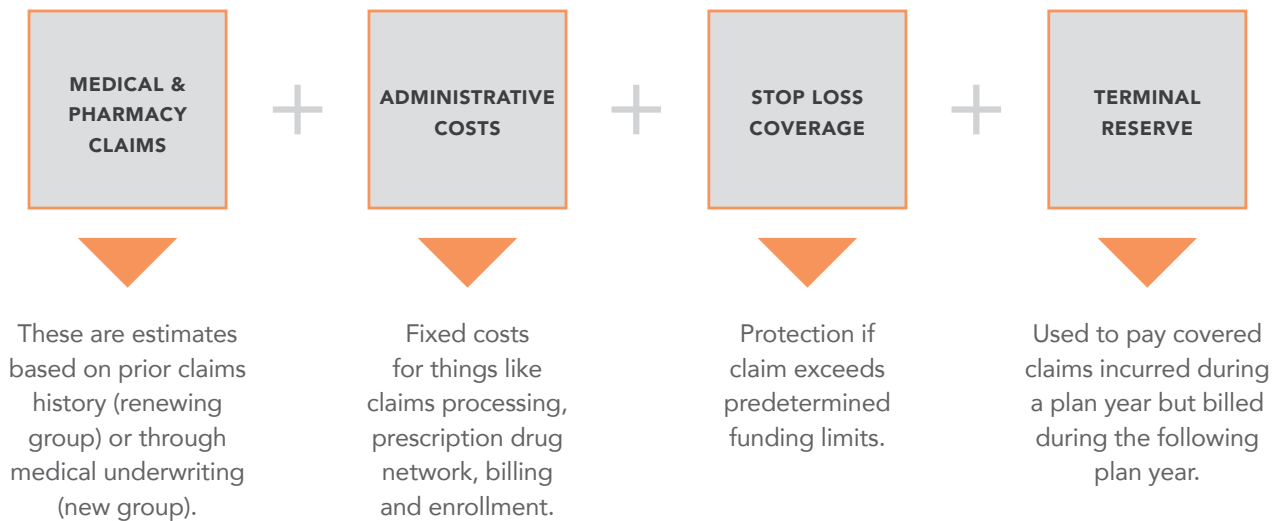 MEDICAL &
PHARMACY
CLAIMS
+
ADMINISTRATIVE
COSTS
+
STOP LOSS
COVERAGE
+
TERMINAL
RESERVE
These are estimates
based on prior claims
history (renewing
group) or through
medical underwriting
(new group).
Fixed costs
for things like
claims processing,
prescription drug
network, billing
and enrollment.
Protection if
claim exceeds
predetermined
funding limits.
Used to pay covered
claims incurred during
a plan year but billed
during the following
plan year.